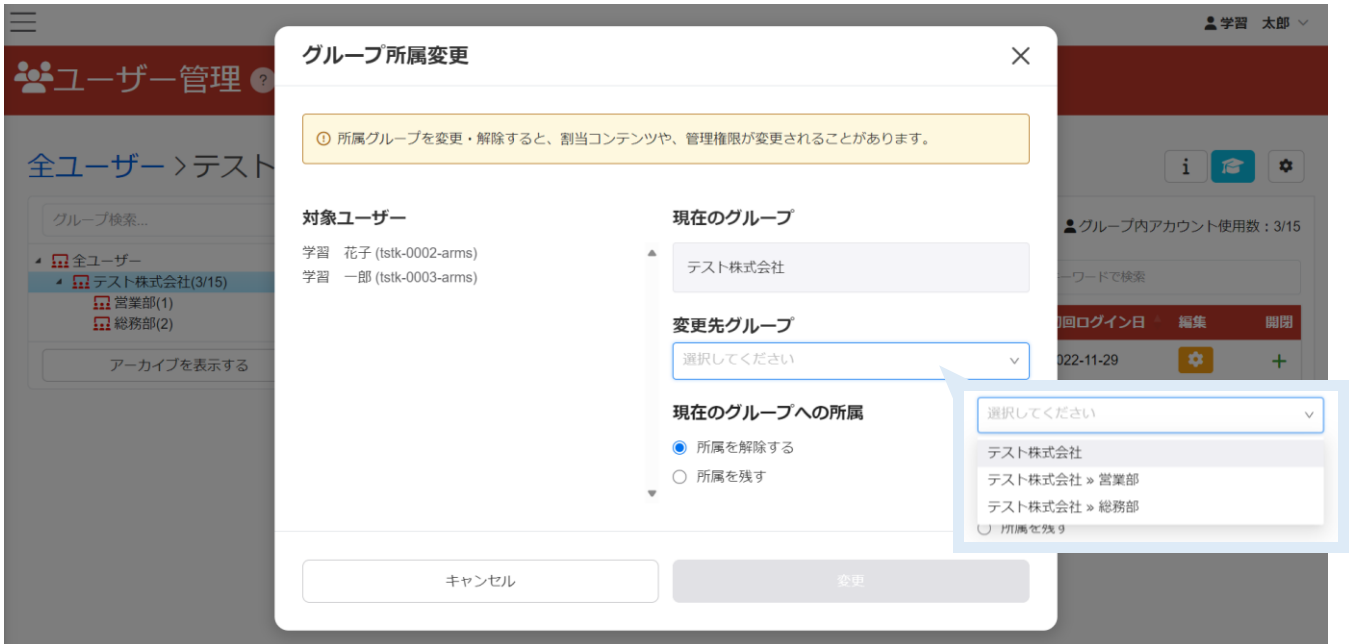 学習　太郎
ユーザー管理 ?
全ユーザー > テスト
i
グループ検索...
全ユーザー
テスト株式会社(3/15)
営業部(1)
総務部(2)
アーカイブを表示する
グループ内アカウント使用数：3/15
ーワードで検索
回ログイン日 編集 開閉
022-11-29
グループ所属変更
所属グループを変更・解除すると、割当コンテンツや、管理権限が変更されることがあります。
対象ユーザー
学習　花子 (tstk-0002-arms)
学習　一郎 (tstk-0003-arms)
現在のグループ
テスト株式会社
変更先グループ
選択してください
現在のグループへの所属
所属を解除する
所属を残す
キャンセル
変更
選択してください
テスト株式会社
テスト株式会社 » 営業部
テスト株式会社 » 総務部
所属を残す